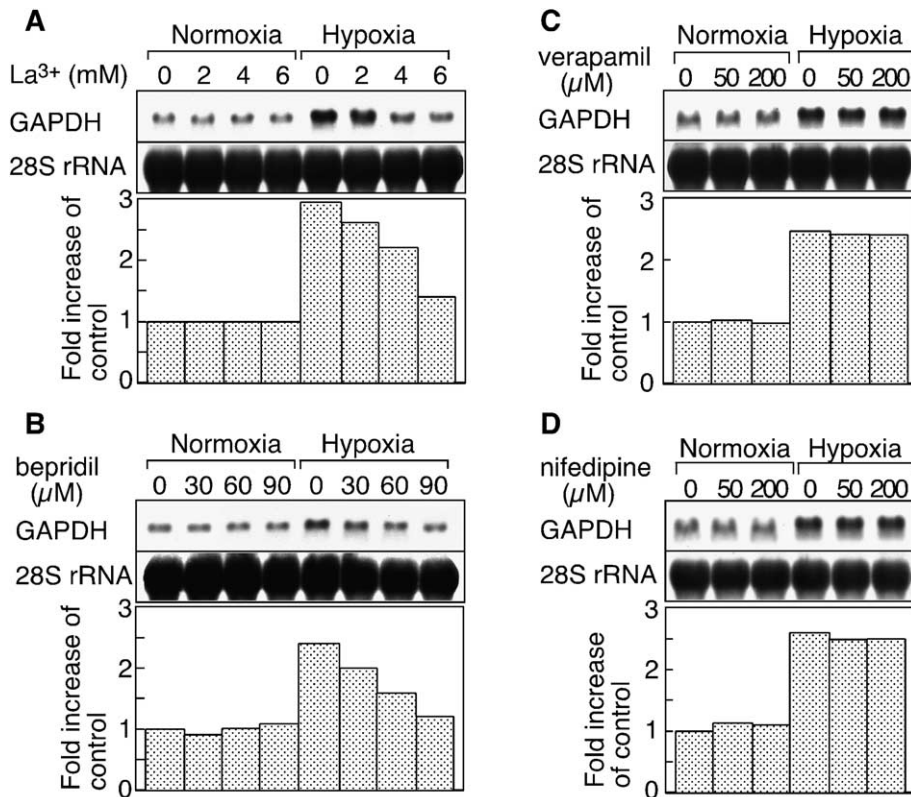 A
Normoxia Hypoxia
La³⁺ (mM) 0 2 4 6 0 2 4 6
GAPDH
28S rRNA
Fold increase of
control
3
2
1
0
B
Normoxia Hypoxia
bepridil
(µM) 0 30 60 90 0 30 60 90
GAPDH
28S rRNA
Fold increase of
control
3
2
1
0
C
Normoxia Hypoxia
verapamil
(µM) 0 50 200 0 50 200
GAPDH
28S rRNA
Fold increase of
control
3
2
1
0
D
Normoxia Hypoxia
nifedipine
(µM) 0 50 200 0 50 200
GAPDH
28S rRNA
Fold increase
of control
3
2
1
0